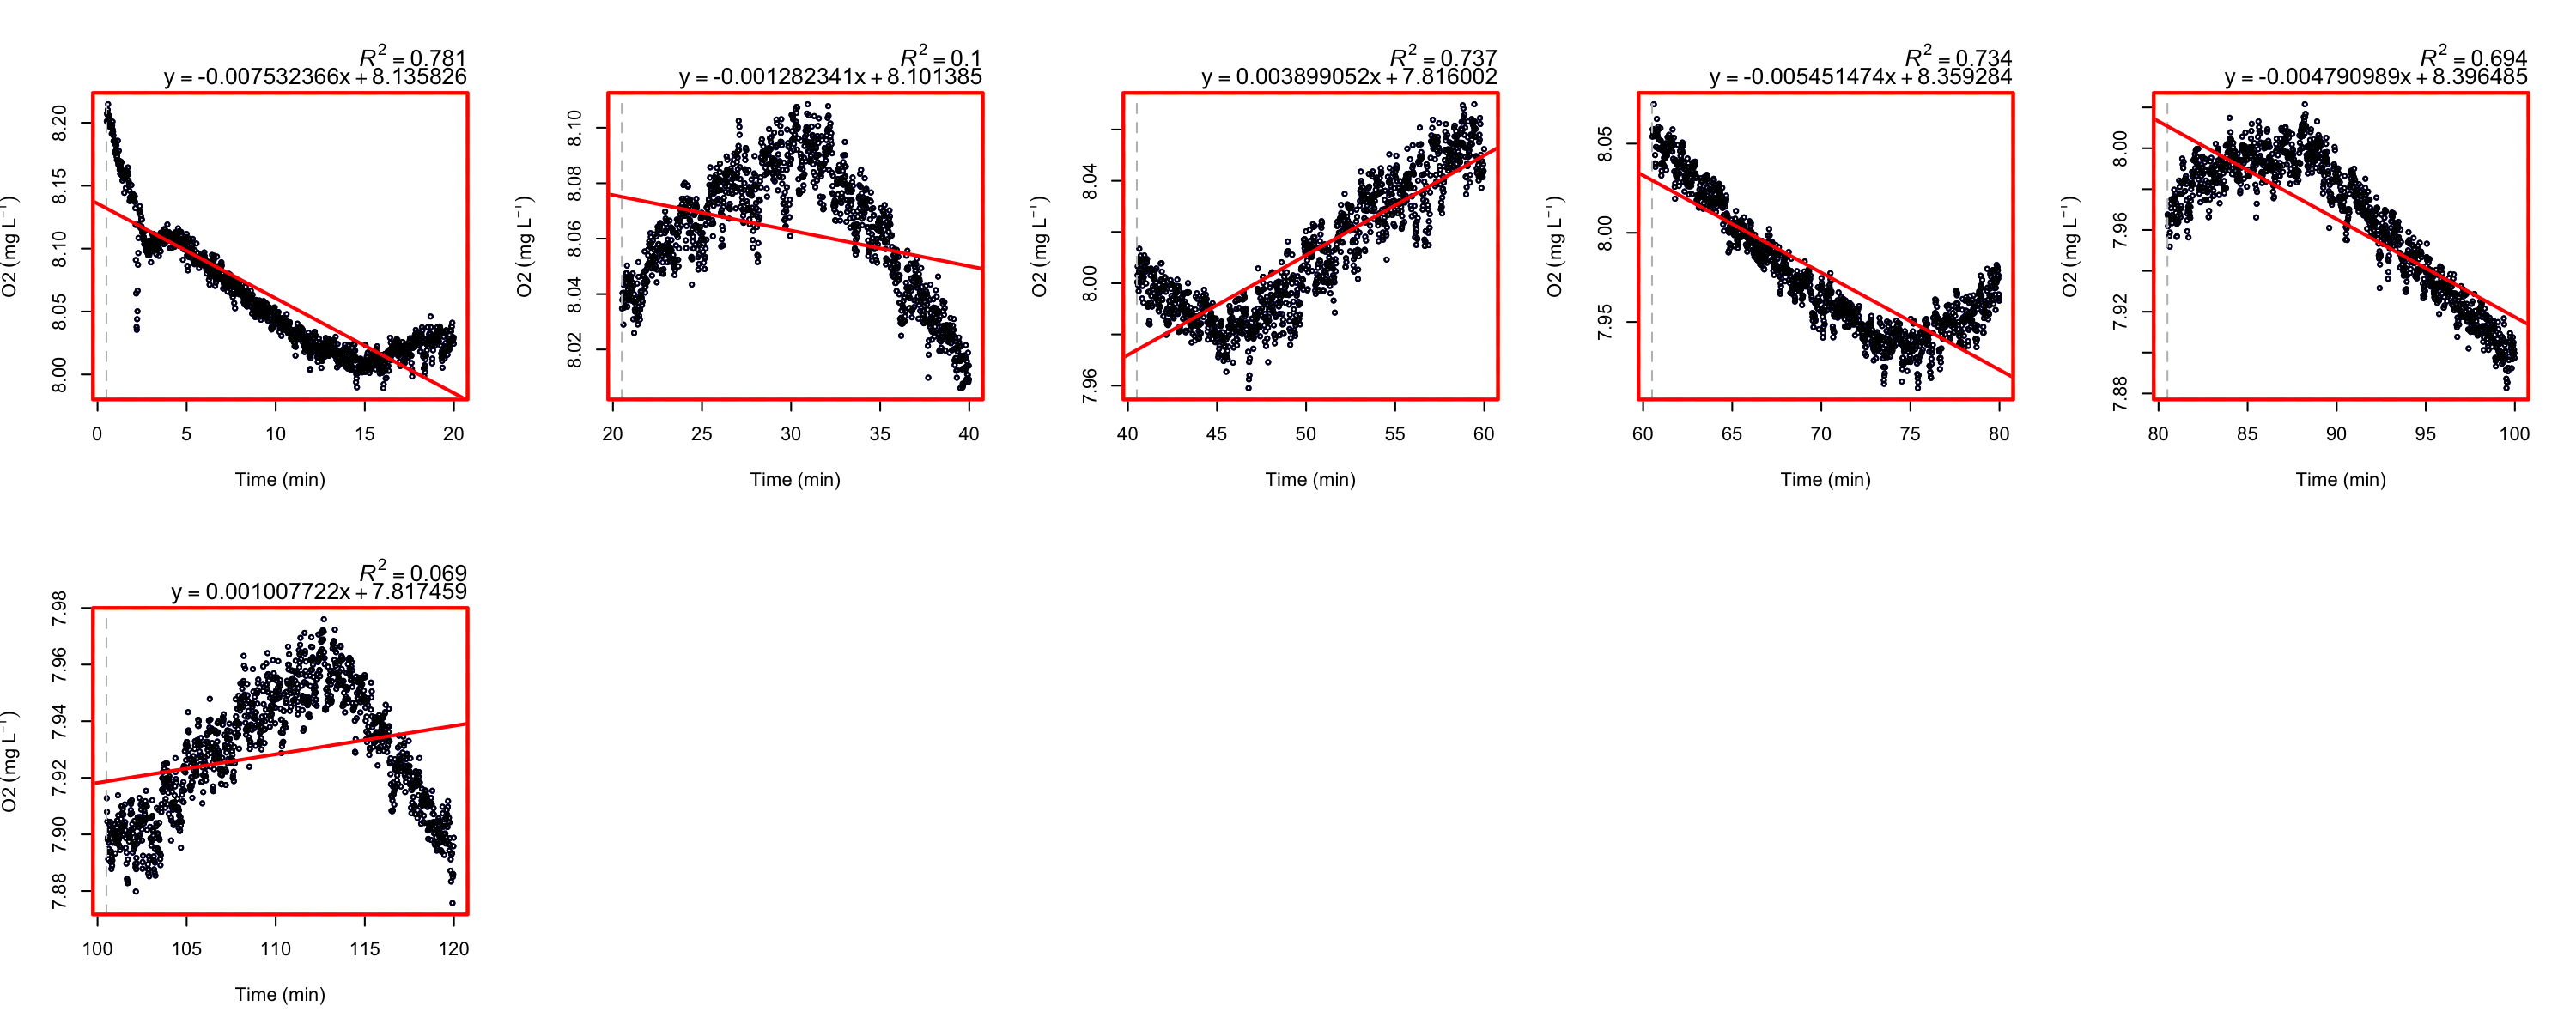 R² = 0.781
y = -0.007532366x + 8.135826
O2 (mg L⁻¹)
8.20
8.15
8.10
8.05
8.00
0 5 10 15 20
Time (min)
R² = 0.1
y = -0.001282341x + 8.101385
O2 (mg L⁻¹)
8.10
8.08
8.06
8.04
8.02
20 25 30 35 40
Time (min)
R² = 0.737
y = 0.003899052x + 7.816002
O2 (mg L⁻¹)
8.04
8.00
7.96
40 45 50 55 60
Time (min)
R² = 0.734
y = -0.005451474x + 8.359284
O2 (mg L⁻¹)
8.05
8.00
7.95
60 65 70 75 80
Time (min)
R² = 0.694
y = -0.004790989x + 8.396485
O2 (mg L⁻¹)
8.00
7.96
7.92
7.88
80 85 90 95 100
Time (min)
R² = 0.069
y = 0.001007722x + 7.817459
O2 (mg L⁻¹)
7.98
7.96
7.94
7.92
7.90
7.88
100 105 110 115 120
Time (min)